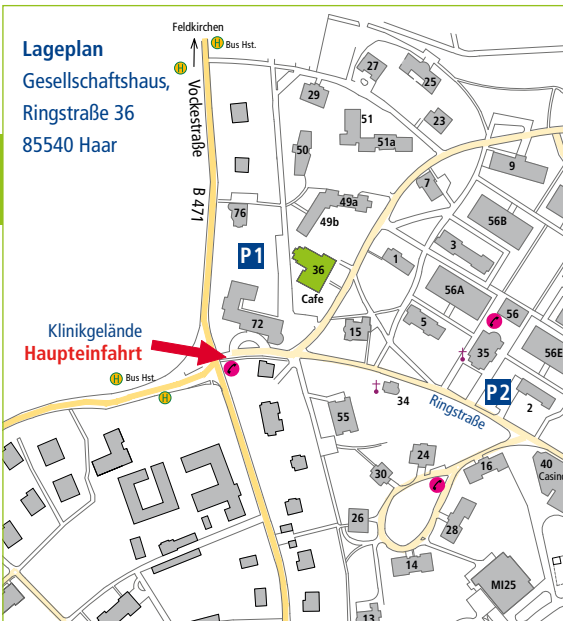 Lageplan
Gesellschaftshaus,
Ringstraße 36
85540 Haar
Feldkirchen
H Bus Hst.
H
Vockestraße
B 471
27
25
29
51
23
51a
50
9
7
49a
76
49b
56B
3
P1
1
36
56A
Cafe
56
72
15
5
Klinikgelände
Haupteinfahrt
35
56E
H Bus Hst.
H
34
P2
Ringstraße
2
55
24
30
16
40
Casino
26
28
14
MI25
13